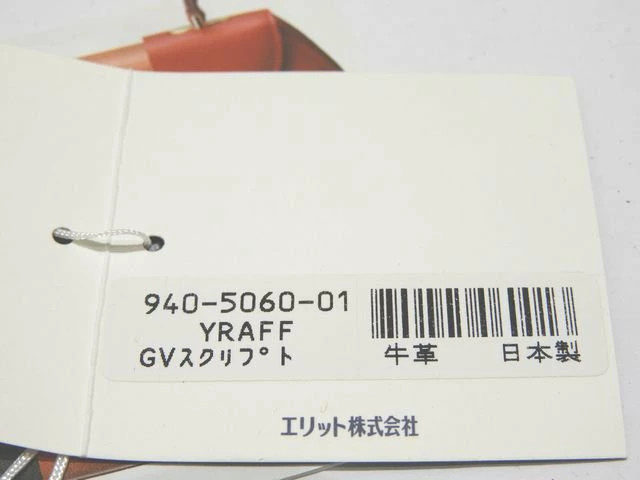 940-5060-01
YRAFF
GVｽｸﾘﾌﾟﾄ
牛革 日本製
エリット株式会社